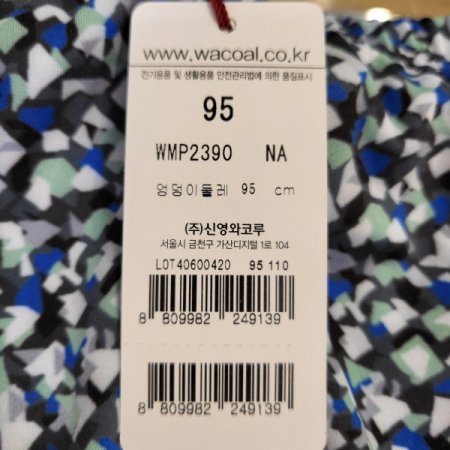 www.wacoal.co.kr
전기용품 및 생활용품 안전관리법에 의한 품질표시
95
WMP2390 NA
엉덩이둘레 95 cm
(주)신영와코루
서울시 금천구 가산디지털 1로 104
LOT40600420 95 110
8 809982 249139
8 809982 249139